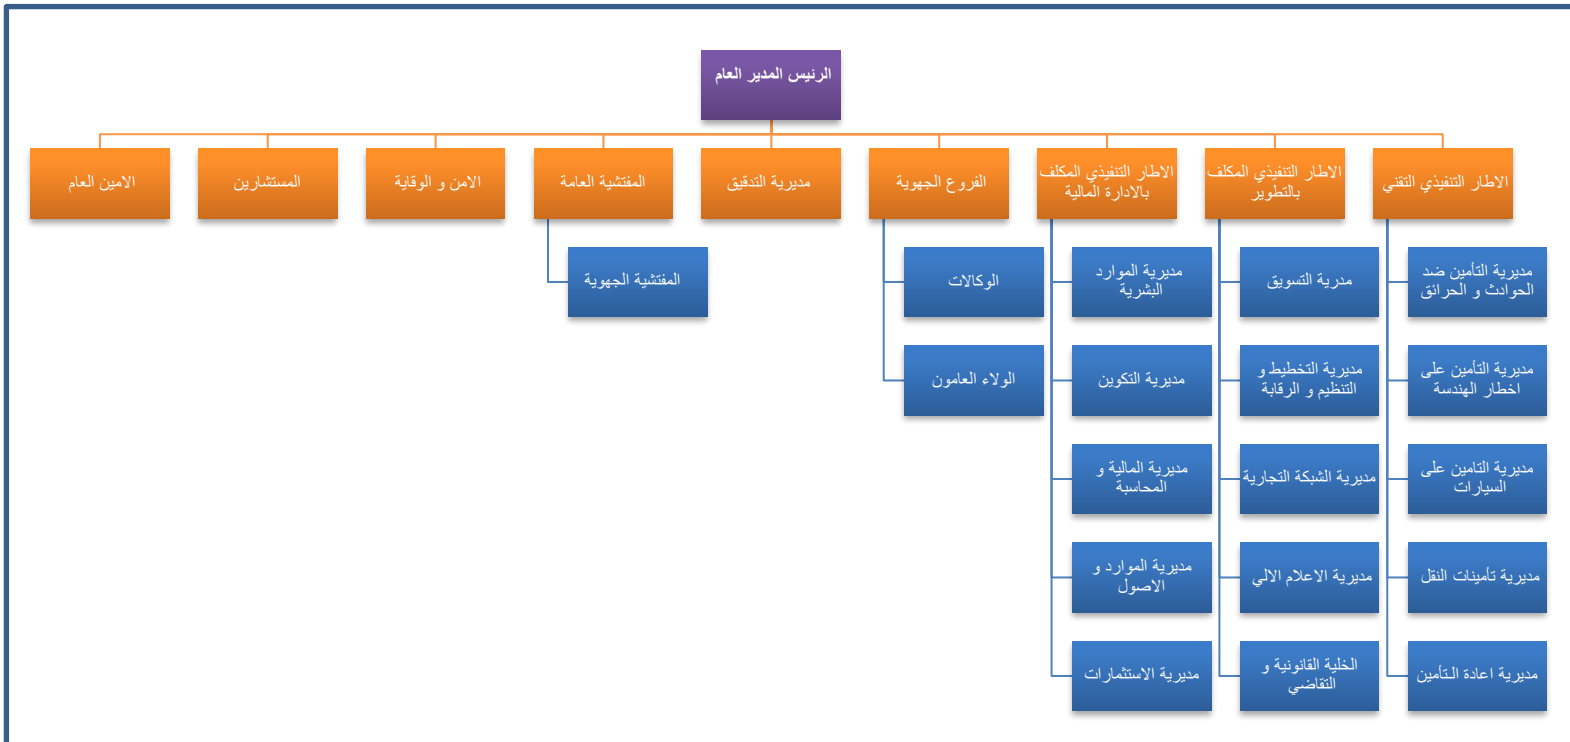 الرئيس المدير العام
الاطار التنفيذي التقني
الاطار التنفيذي المكلف
بالتطوير
الاطار التنفيذي المكلف
بالادارة المالية
الفروع الجهوية
مديرية التدقيق
المفتشية العامة
الامن و الوقاية
المستشارين
الامين العام
مديرية التأمين ضد
الحوادث و الحرائق
مديرية التأمين على
اخطار الهندسة
مديرية التامين على
السيارات
مديرية تأمينات النقل
مديرية اعادة التأمين
مدرية التسويق
مديرية التخطيط و
التنظيم و الرقابة
مديرية الشبكة التجارية
مديرية الاعلام الالي
الخلية القانونية و
التقاضي
مديرية الموارد
البشرية
مديرية التكوين
مديرية المالية و
المحاسبة
مديرية الموارد و
الاصول
مديرية الاستثمارات
الوكالات
الولاء العامون
المفتشية الجهوية